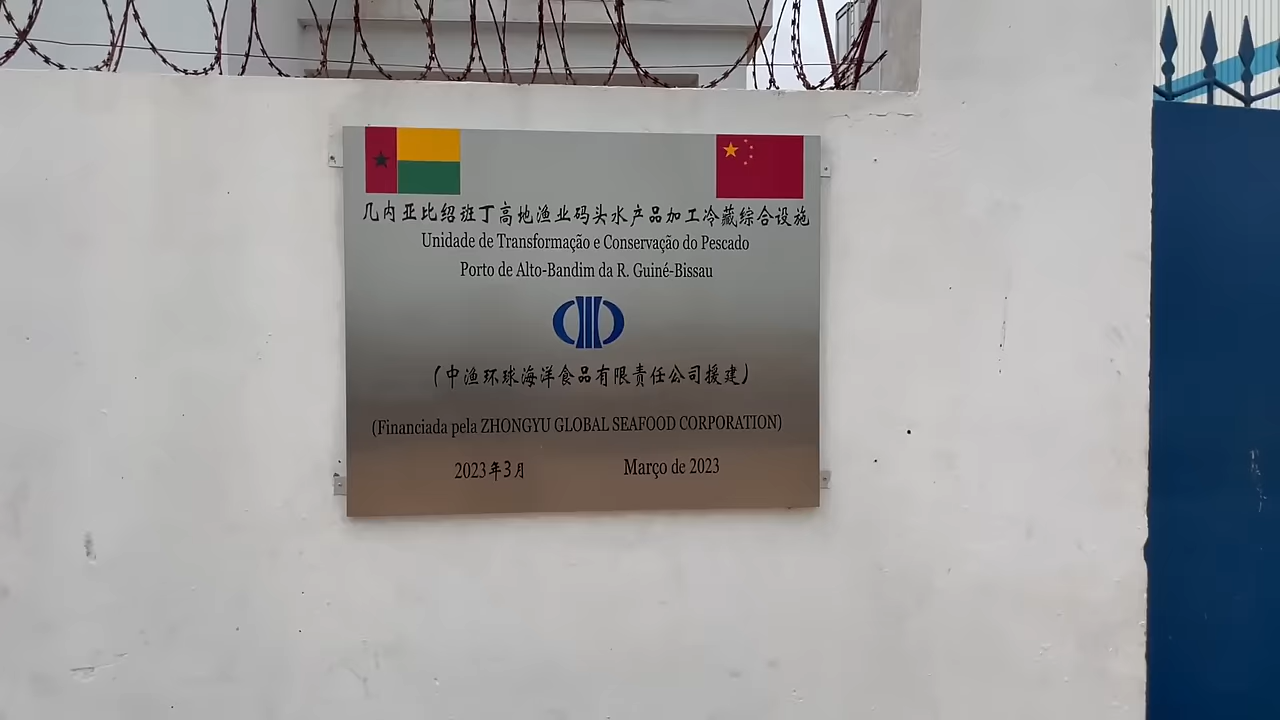 几内亚比绍班丁高地渔业码头水产品加工冷藏综合设施
Unidade de Transformação e Conservação do Pescado
Porto de Alto-Bandim da R. Guiné-Bissau
(中渔环球海洋食品有限责任公司援建)
(Financiada pela ZHONGYU GLOBAL SEAFOOD CORPORATION)
2023年3月 Março de 2023